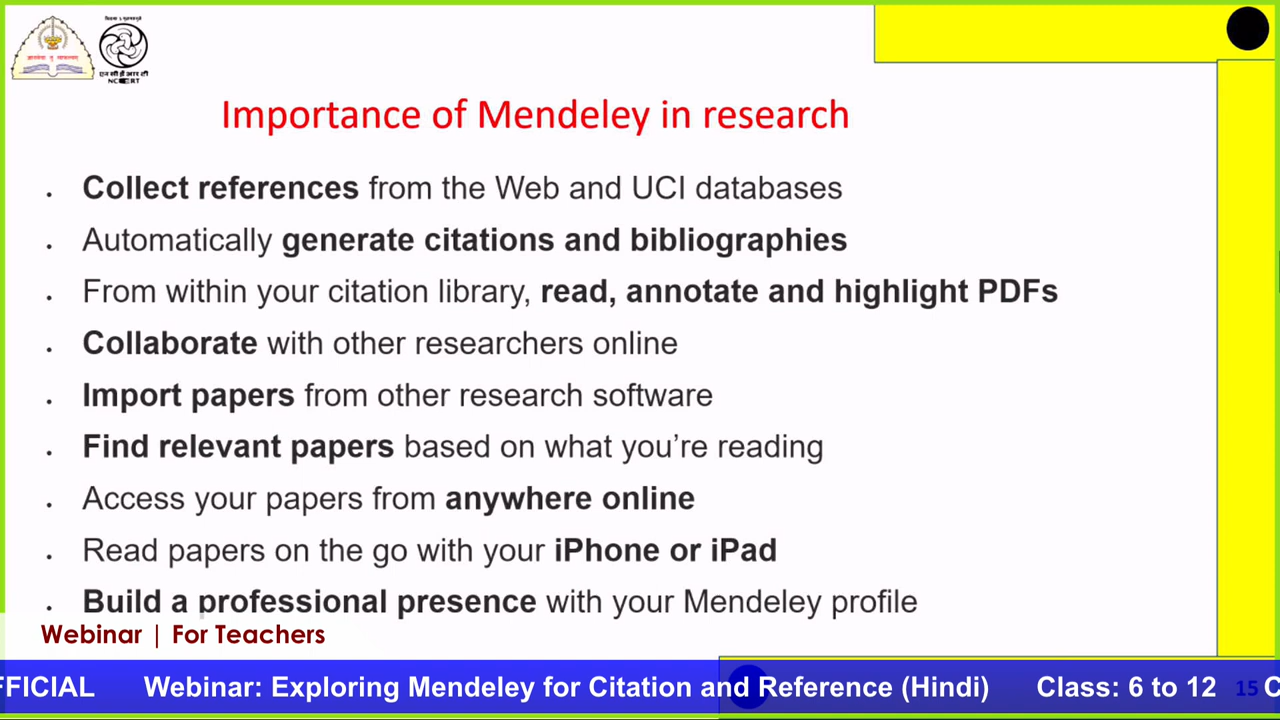 एन सी ई आर टी
NCERT
Importance of Mendeley in research
• Collect references from the Web and UCI databases
• Automatically generate citations and bibliographies
• From within your citation library, read, annotate and highlight PDFs
• Collaborate with other researchers online
• Import papers from other research software
• Find relevant papers based on what you’re reading
• Access your papers from anywhere online
• Read papers on the go with your iPhone or iPad
• Build a professional presence with your Mendeley profile
Webinar | For Teachers
FFICIAL Webinar: Exploring Mendeley for Citation and Reference (Hindi) Class: 6 to 12 15 C